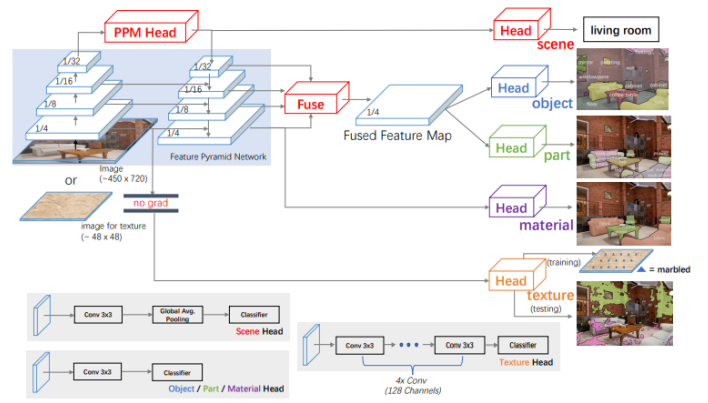 PPM Head
Head
scene
living room
1/32
1/16
1/8
1/4
1/32
1/16
1/8
1/4
Feature Pyramid Network
Fuse
1/4
Fused Feature Map
Head
object
Head
part
Image
(~450 x 720)
or
no grad
image for texture
(~ 48 x 48)
Head
material
Head
texture
(training)
(testing)
= marbled
Conv 3x3
Global Avg.
Pooling
Classifier
Scene Head
Conv 3x3
Classifier
Object / Part / Material Head
Conv 3x3
Conv 3x3
Classifier
4x Conv
(128 Channels)
Texture Head